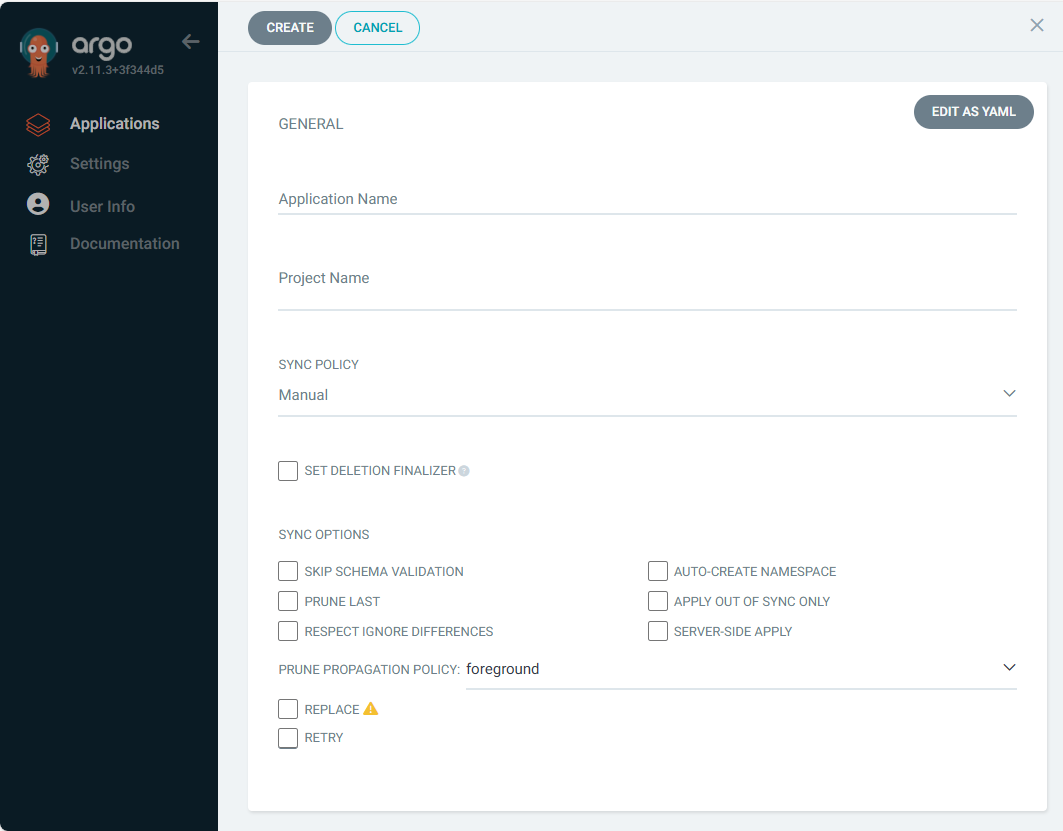 argo
v2.11.3+3f344d5
Applications
Settings
User Info
Documentation
CREATE CANCEL
GENERAL
EDIT AS YAML
Application Name
Project Name
SYNC POLICY
Manual
SET DELETION FINALIZER
SYNC OPTIONS
SKIP SCHEMA VALIDATION AUTO-CREATE NAMESPACE
PRUNE LAST APPLY OUT OF SYNC ONLY
RESPECT IGNORE DIFFERENCES SERVER-SIDE APPLY
PRUNE PROPAGATION POLICY: foreground
REPLACE
RETRY